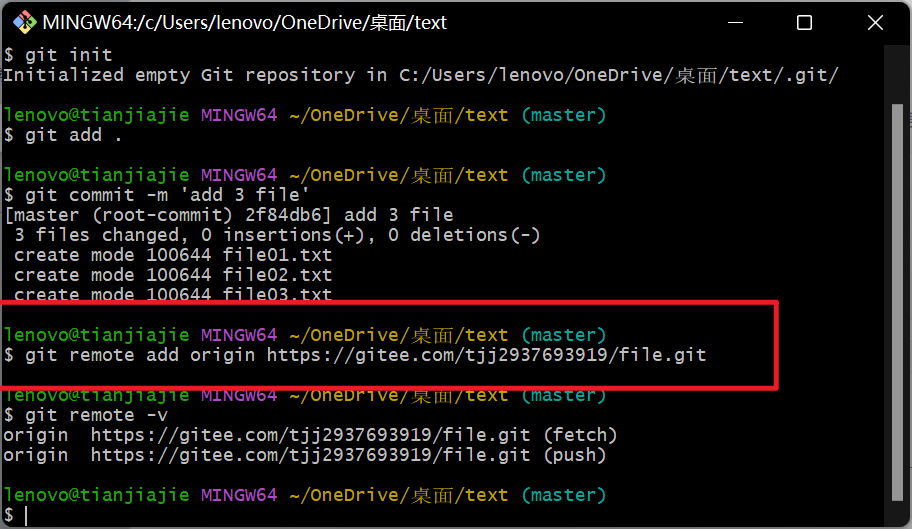 MINGW64:/c/Users/lenovo/OneDrive/桌面/text
$ git init
Initialized empty Git repository in C:/Users/lenovo/OneDrive/桌面/text/.git/
lenovo@tianjiajie MINGW64 ~/OneDrive/桌面/text (master)
$ git add .
lenovo@tianjiajie MINGW64 ~/OneDrive/桌面/text (master)
$ git commit -m 'add 3 file'
[master (root-commit) 2f84db6] add 3 file
3 files changed, 0 insertions(+), 0 deletions(-)
create mode 100644 file01.txt
create mode 100644 file02.txt
create mode 100644 file03.txt
lenovo@tianjiajie MINGW64 ~/OneDrive/桌面/text (master)
$ git remote add origin https://gitee.com/tjj2937693919/file.git
lenovo@tianjiajie MINGW64 ~/OneDrive/桌面/text (master)
$ git remote -v
origin  https://gitee.com/tjj2937693919/file.git (fetch)
origin  https://gitee.com/tjj2937693919/file.git (push)
lenovo@tianjiajie MINGW64 ~/OneDrive/桌面/text (master)
$